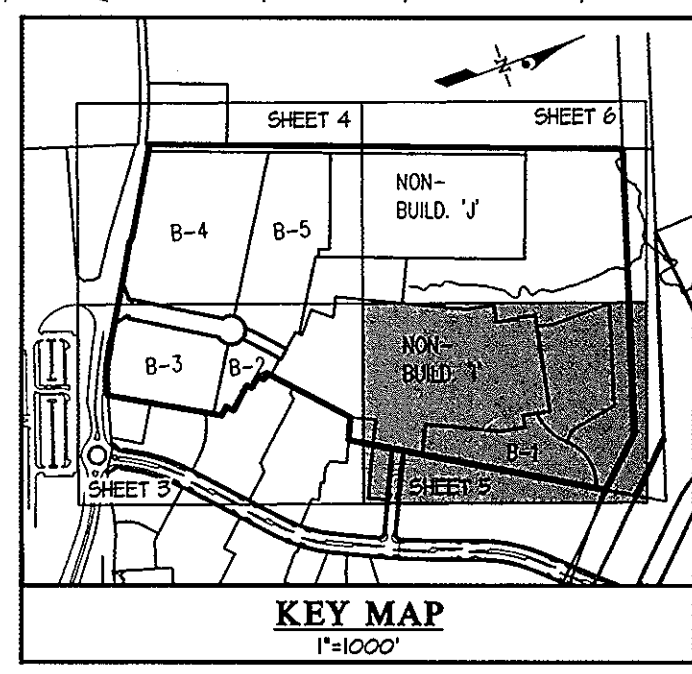 N
SHEET 4
SHEET 6
NON-
BUILD. 'J'
B-4
B-5
B-3
B-2
NON-
BUILD. 'I'
B-1
SHEET 3
SHEET 5
KEY MAP
1"=1000'